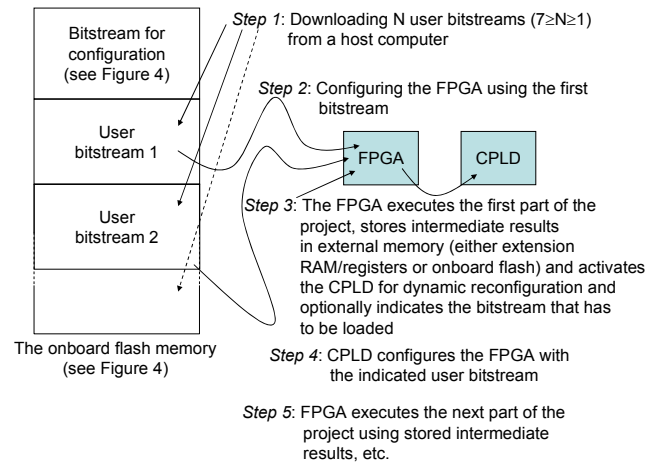 Bitstream for
configuration
(see Figure 4)
User
bitstream 1
User
bitstream 2
The onboard flash memory
(see Figure 4)
Step 1: Downloading N user bitstreams (7≥N≥1)
from a host computer
Step 2: Configuring the FPGA using the first
bitstream
FPGA
CPLD
Step 3: The FPGA executes the first part of the
project, stores intermediate results
in external memory (either extension
RAM/registers or onboard flash) and activates
the CPLD for dynamic reconfiguration and
optionally indicates the bitstream that has
to be loaded
Step 4: CPLD configures the FPGA with
the indicated user bitstream
Step 5: FPGA executes the next part of the
project using stored intermediate
results, etc.